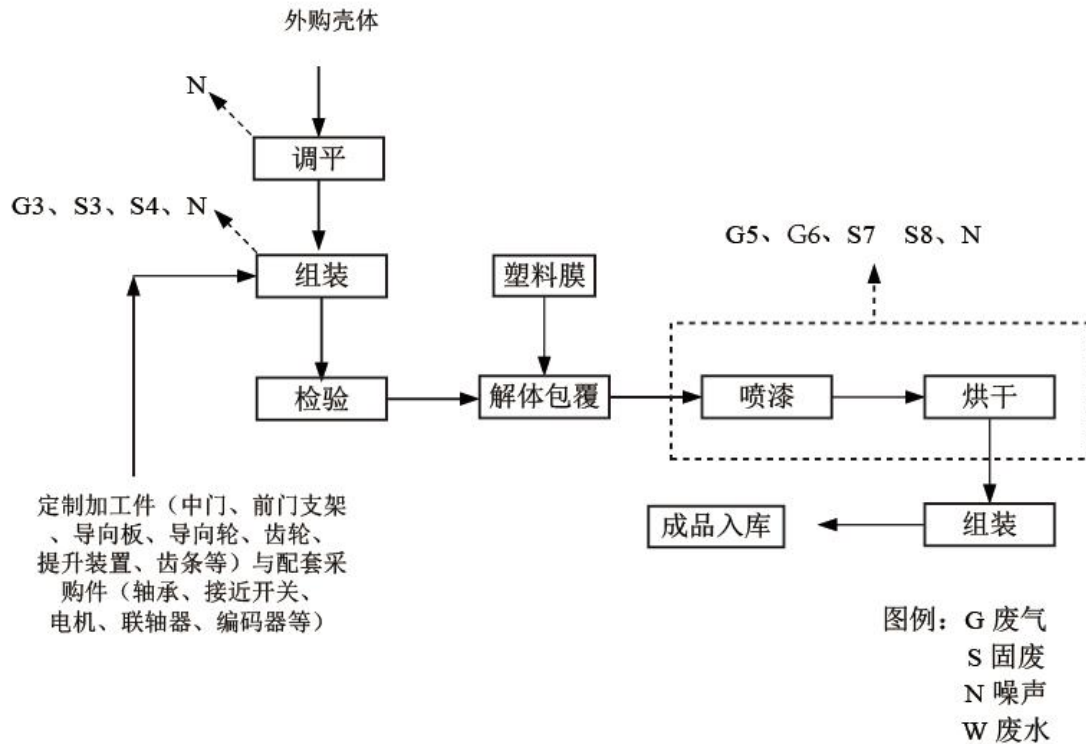 外购壳体
N
调平
G3、S3、S4、N
组装
G5、G6、S7 S8、N
塑料膜
检验
解体包覆
喷漆
烘干
定制加工件（中门、前门支架
、导向板、导向轮、齿轮、
提升装置、齿条等）与配套采
购件（轴承、接近开关、
电机、联轴器、编码器等）
成品入库
组装
图例：G 废气
S 固废
N 噪声
W 废水